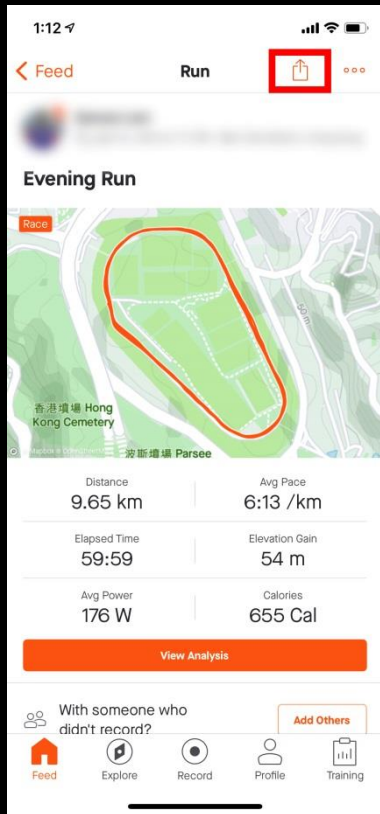 1:12
Feed
Run
Evening Run
Race
50 m
香港墳場 Hong
Kong Cemetery
波斯墳場 Parsee
Distance
9.65 km
Avg Pace
6:13 /km
Elapsed Time
59:59
Elevation Gain
54 m
Avg Power
176 W
Calories
655 Cal
View Analysis
With someone who
didn't record?
Add Others
Feed
Explore
Record
Profile
Training